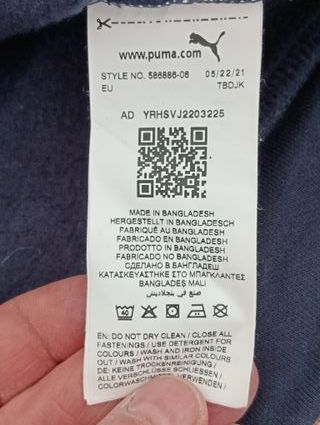 www.puma.com
STYLE NO. 586686-06 05/22/21
EU TBDJK
AD YRHSVJ2203225
MADE IN BANGLADESH
HERGESTELLT IN BANGLADESCH
FABRIQUÉ AU BANGLADESH
FABRICADO EN BANGLADESH
PRODOTTO IN BANGLADESH
FABRICADO NO BANGLADESH
СДЕЛАНО В БАНГЛАДЕШ
ΚΑΤΑΣΚΕΥΑΣΤΗΚΕ ΣΤΟ ΜΠΑΓΚΛΑΝΤΕΣ
BANGLADEŞ MALI
صنع في بنجلاديش
40
EN: DO NOT DRY CLEAN / CLOSE ALL
FASTENINGS / USE DETERGENT FOR
COLOURS / WASH AND IRON INSIDE
OUT / WASH WITH SIMILAR COLOURS
DE: KEINE TROCKENREINIGUNG /
ALLE VERSCHLÜSSE SCHLIESSEN /
COLORWASCHMITTEL VERWENDEN /